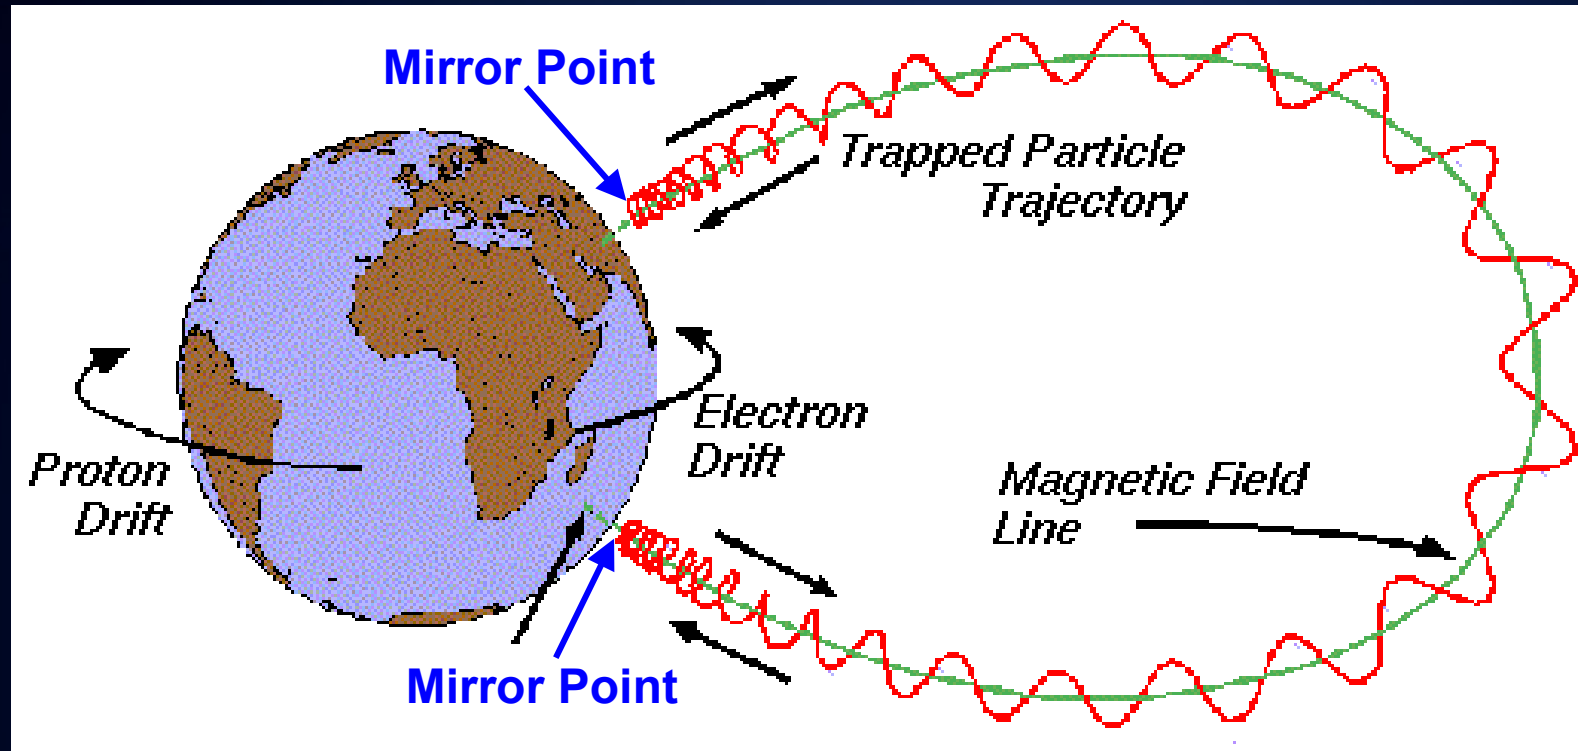 Mirror Point
Trapped Particle
Trajectory
Electron
Drift
Proton
Drift
Magnetic Field
Line
Mirror Point